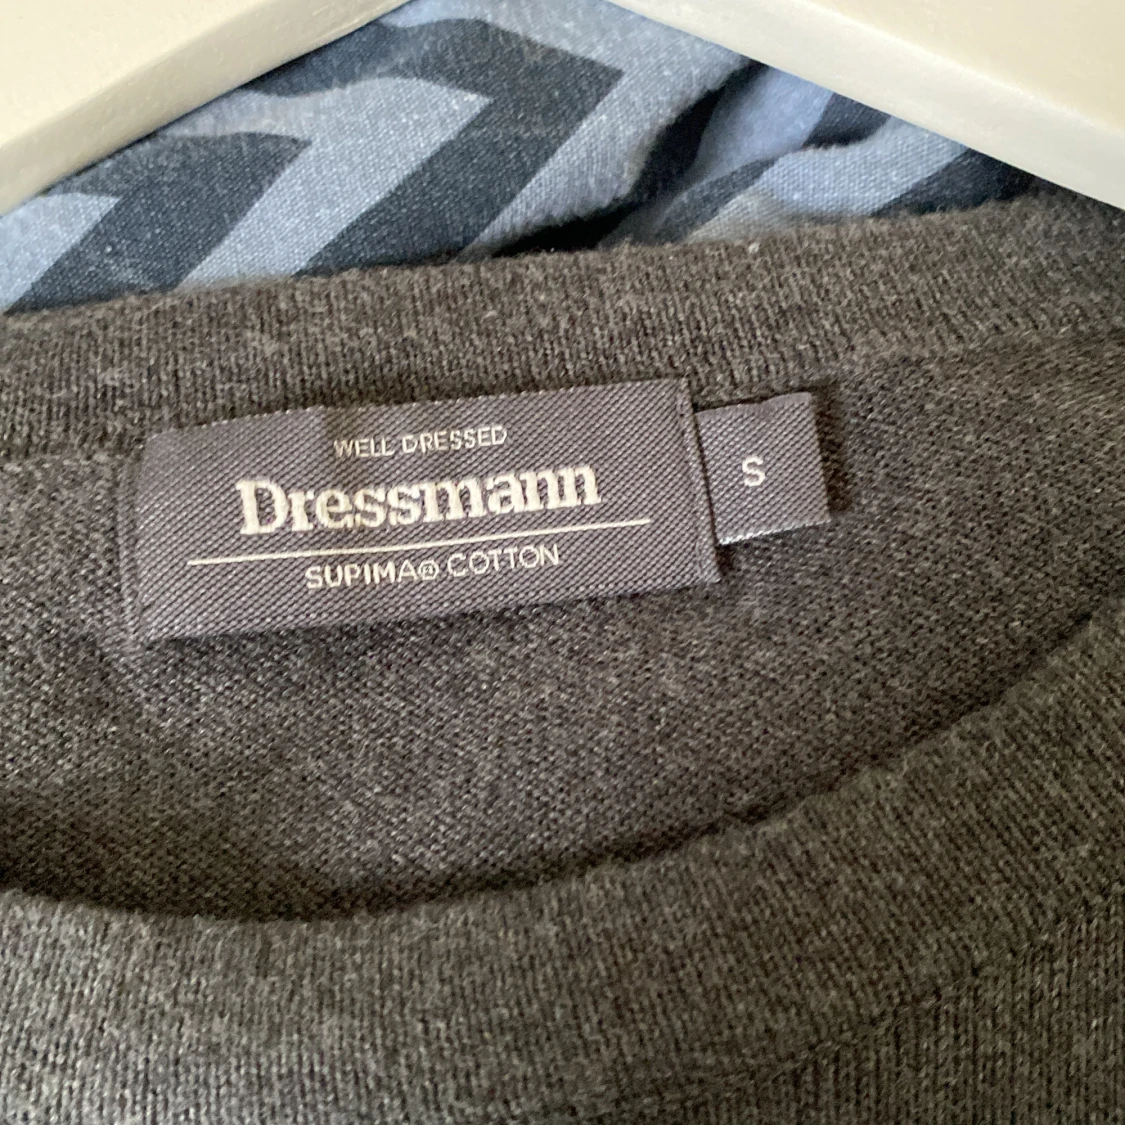 WELL DRESSED
Dressmann
SUPIMA® COTTON
S